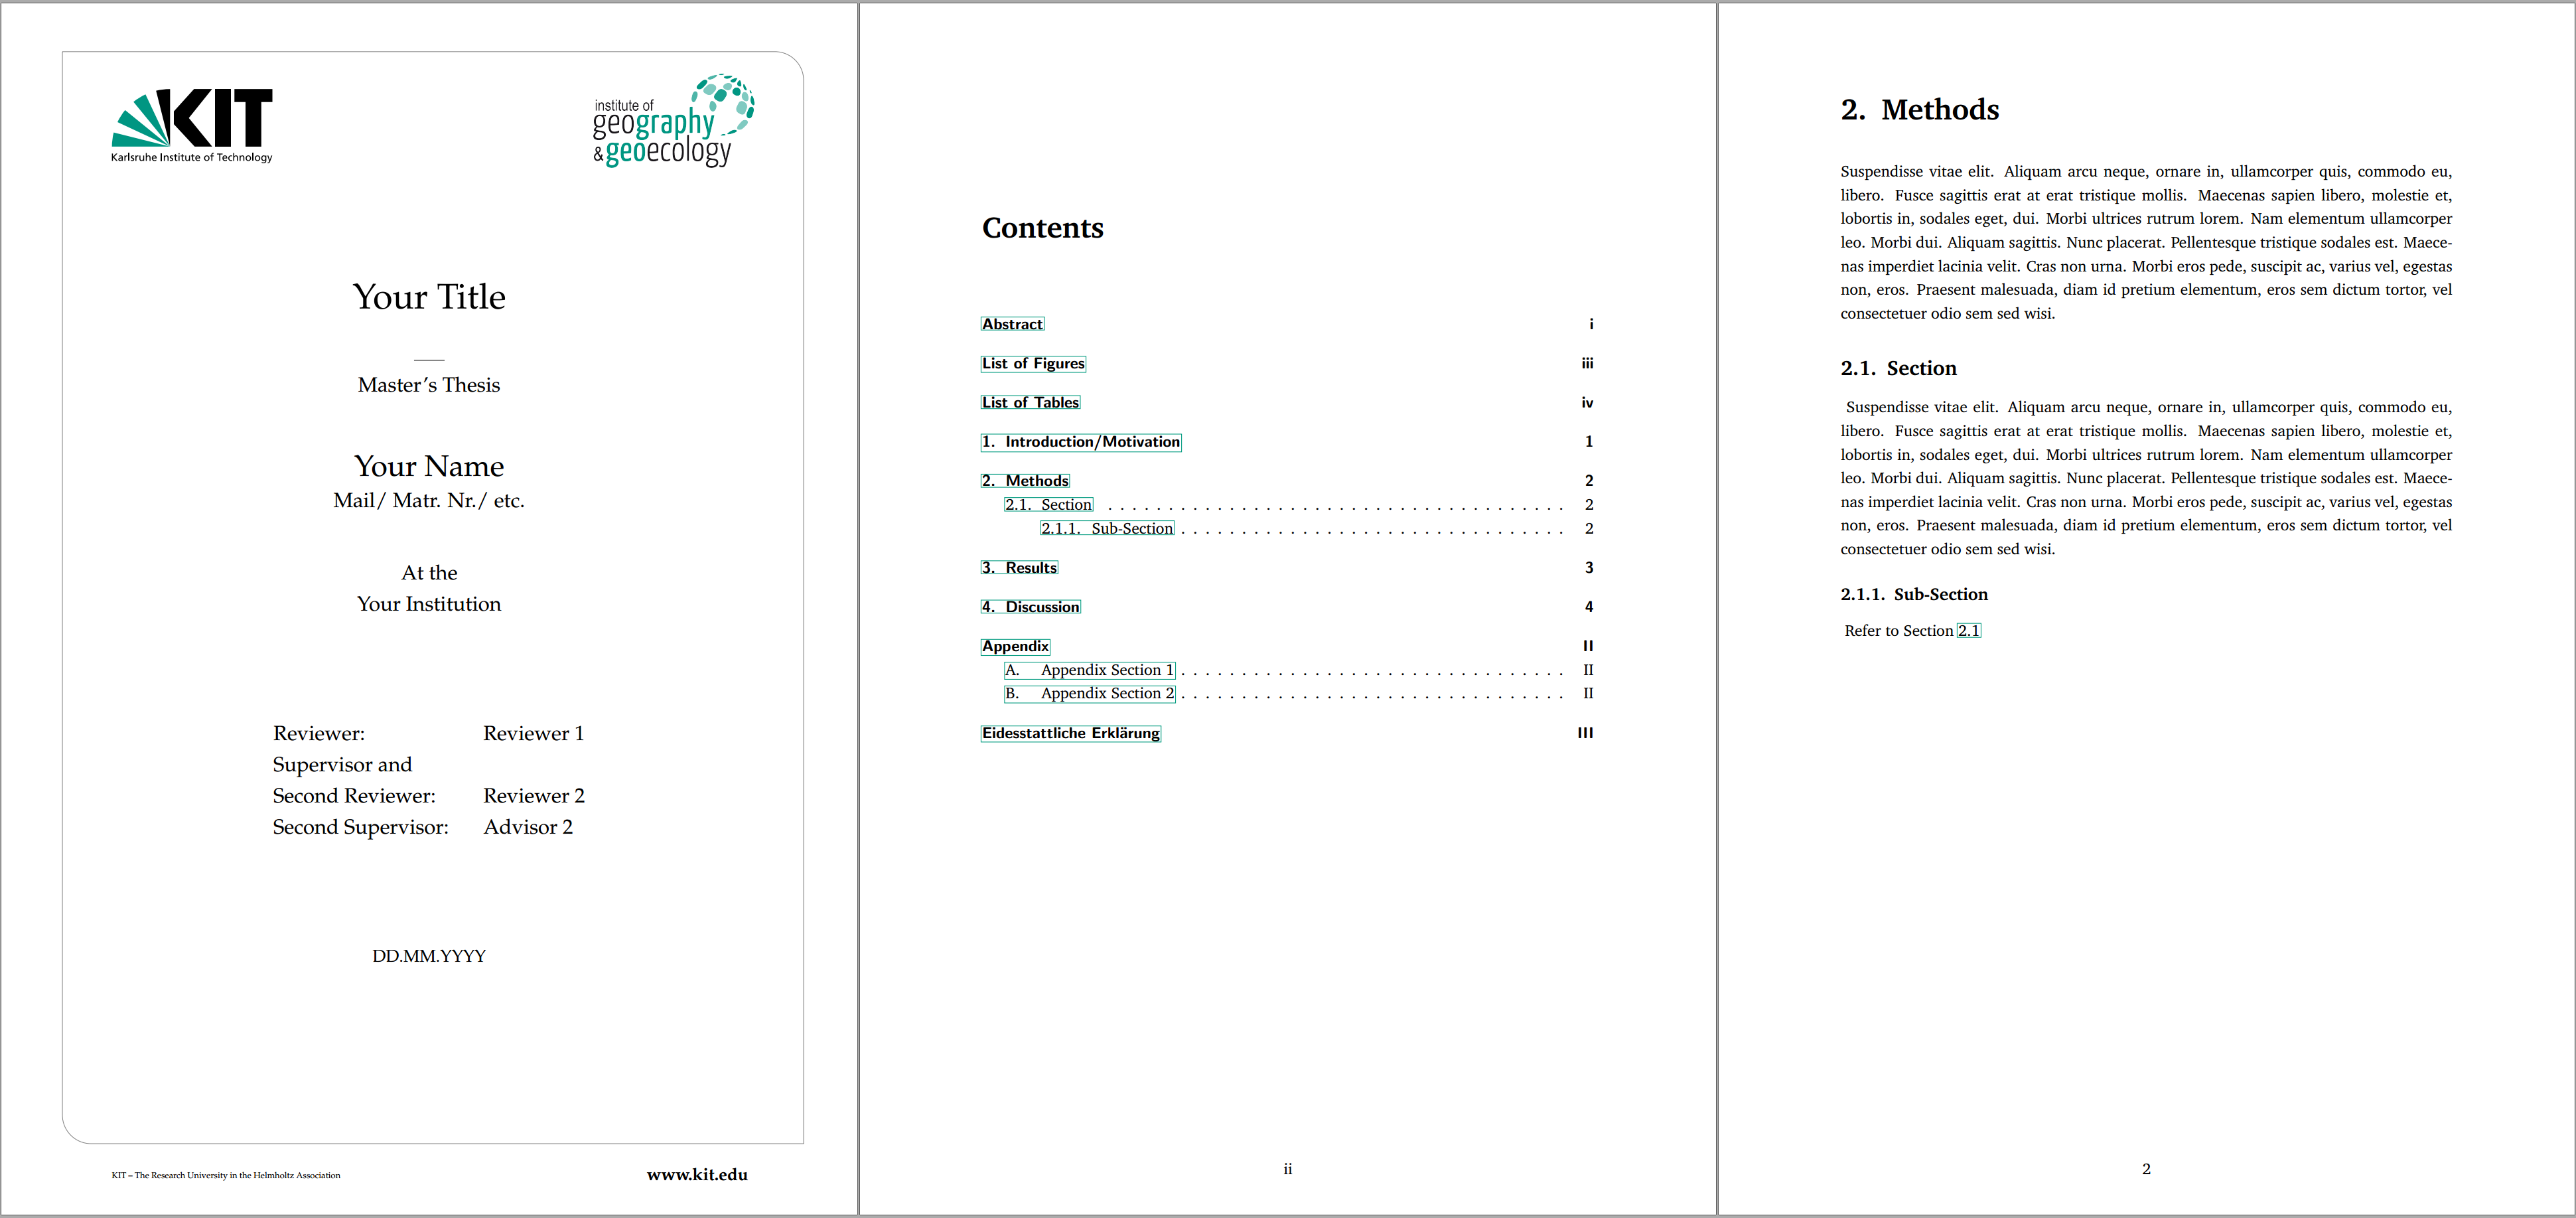 KIT
Karlsruhe Institute of Technology
institute of
geography
&geoecology
Your Title
Master's Thesis
Your Name
Mail/ Matr. Nr./ etc.
At the
Your Institution
Reviewer: Reviewer 1
Supervisor and
Second Reviewer: Reviewer 2
Second Supervisor: Advisor 2
DD.MM.YYYY
KIT – The Research University in the Helmholtz Association
www.kit.edu
Contents
Abstract i
List of Figures iii
List of Tables iv
1. Introduction/Motivation 1
2. Methods 2
2.1. Section . . . . . . . . . . . . . . . . . . . . . . . . . . . . . . . . . . . . . . 2
2.1.1. Sub-Section . . . . . . . . . . . . . . . . . . . . . . . . . . . . . . . . 2
3. Results 3
4. Discussion 4
Appendix II
A. Appendix Section 1 . . . . . . . . . . . . . . . . . . . . . . . . . . . . . . . . II
B. Appendix Section 2 . . . . . . . . . . . . . . . . . . . . . . . . . . . . . . . . II
Eidesstattliche Erklärung III
ii
2. Methods
Suspendisse vitae elit. Aliquam arcu neque, ornare in, ullamcorper quis, commodo eu,
libero. Fusce sagittis erat at erat tristique mollis. Maecenas sapien libero, molestie et,
lobortis in, sodales eget, dui. Morbi ultrices rutrum lorem. Nam elementum ullamcorper
leo. Morbi dui. Aliquam sagittis. Nunc placerat. Pellentesque tristique sodales est. Maece-
nas imperdiet lacinia velit. Cras non urna. Morbi eros pede, suscipit ac, varius vel, egestas
non, eros. Praesent malesuada, diam id pretium elementum, eros sem dictum tortor, vel
consectetuer odio sem sed wisi.
2.1. Section
Suspendisse vitae elit. Aliquam arcu neque, ornare in, ullamcorper quis, commodo eu,
libero. Fusce sagittis erat at erat tristique mollis. Maecenas sapien libero, molestie et,
lobortis in, sodales eget, dui. Morbi ultrices rutrum lorem. Nam elementum ullamcorper
leo. Morbi dui. Aliquam sagittis. Nunc placerat. Pellentesque tristique sodales est. Maece-
nas imperdiet lacinia velit. Cras non urna. Morbi eros pede, suscipit ac, varius vel, egestas
non, eros. Praesent malesuada, diam id pretium elementum, eros sem dictum tortor, vel
consectetuer odio sem sed wisi.
2.1.1. Sub-Section
Refer to Section 2.1
2